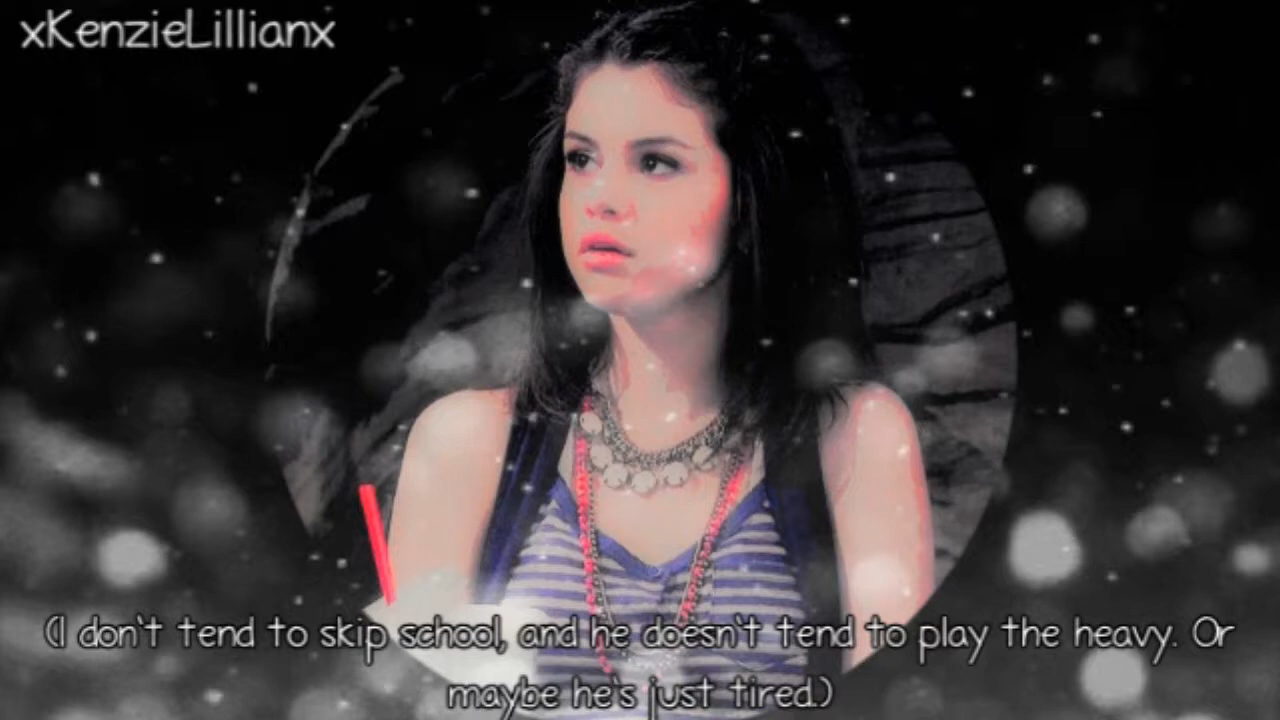 xKenzieLillianx
(I don't tend to skip school, and he doesn't tend to play the heavy. Or
maybe he's just tired.)